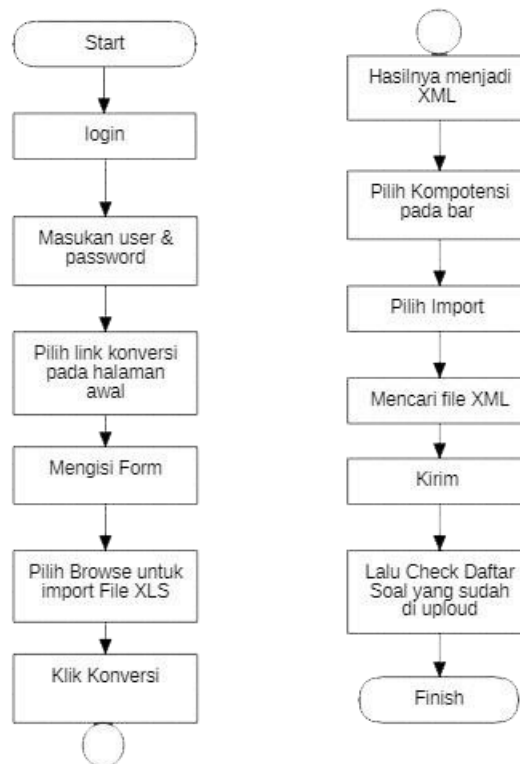 Start
login
Masukan user &
password
Pilih link konversi
pada halaman
awal
Mengisi Form
Pilih Browse untuk
import File XLS
Klik Konversi
Hasilnya menjadi
XML
Pilih Kompotensi
pada bar
Pilih Import
Mencari file XML
Kirim
Lalu Check Daftar
Soal yang sudah
di uploud
Finish